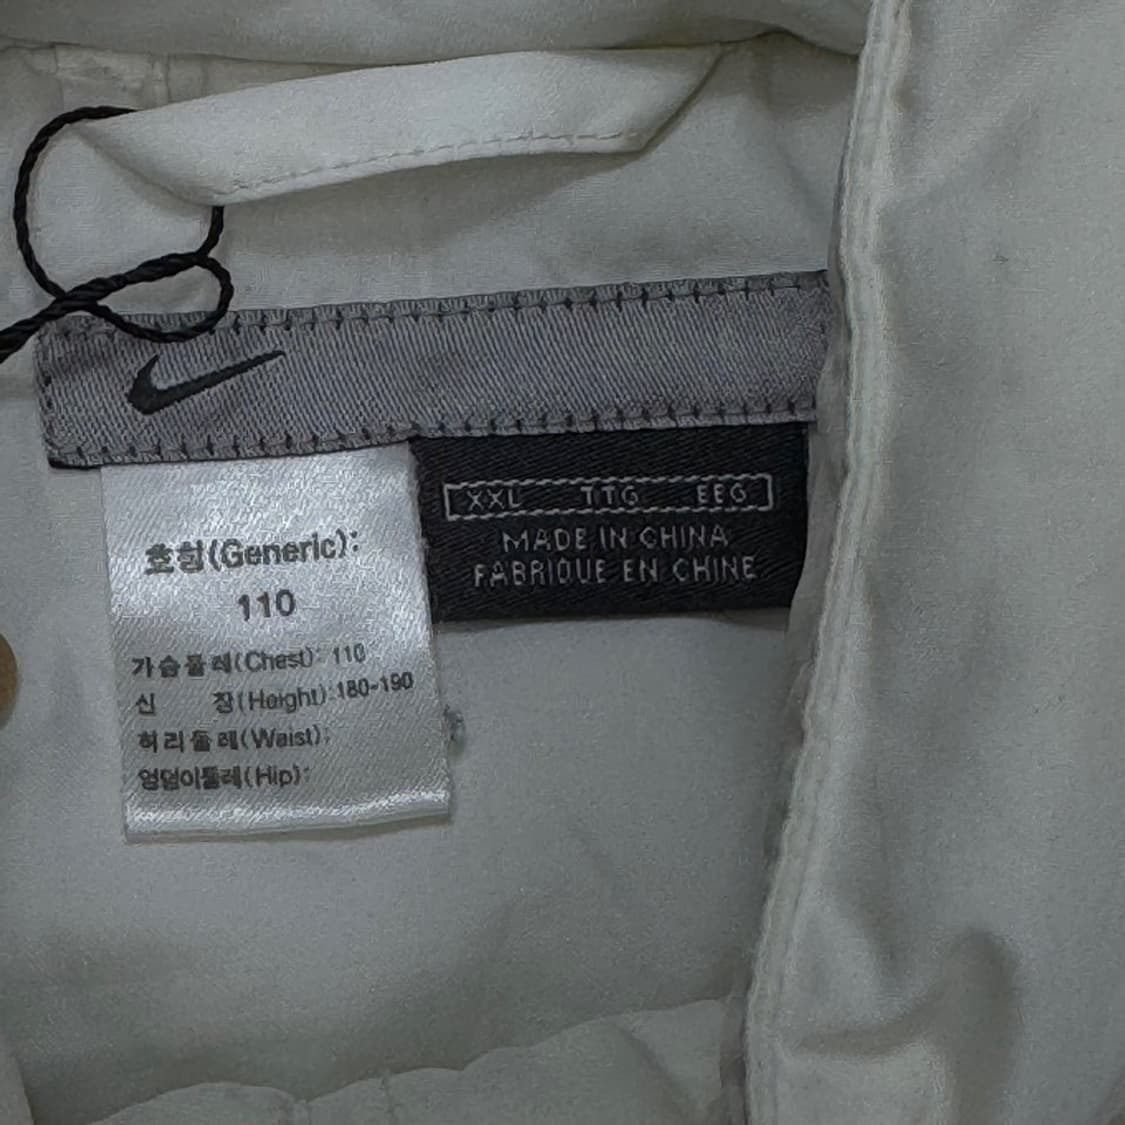 XXL TTG EEG
MADE IN CHINA
FABRIQUE EN CHINE
호칭(Generic):
110
가슴둘레(Chest): 110
신 장(Height):180-190
허리둘레(Waist):
엉덩이둘레(Hip):